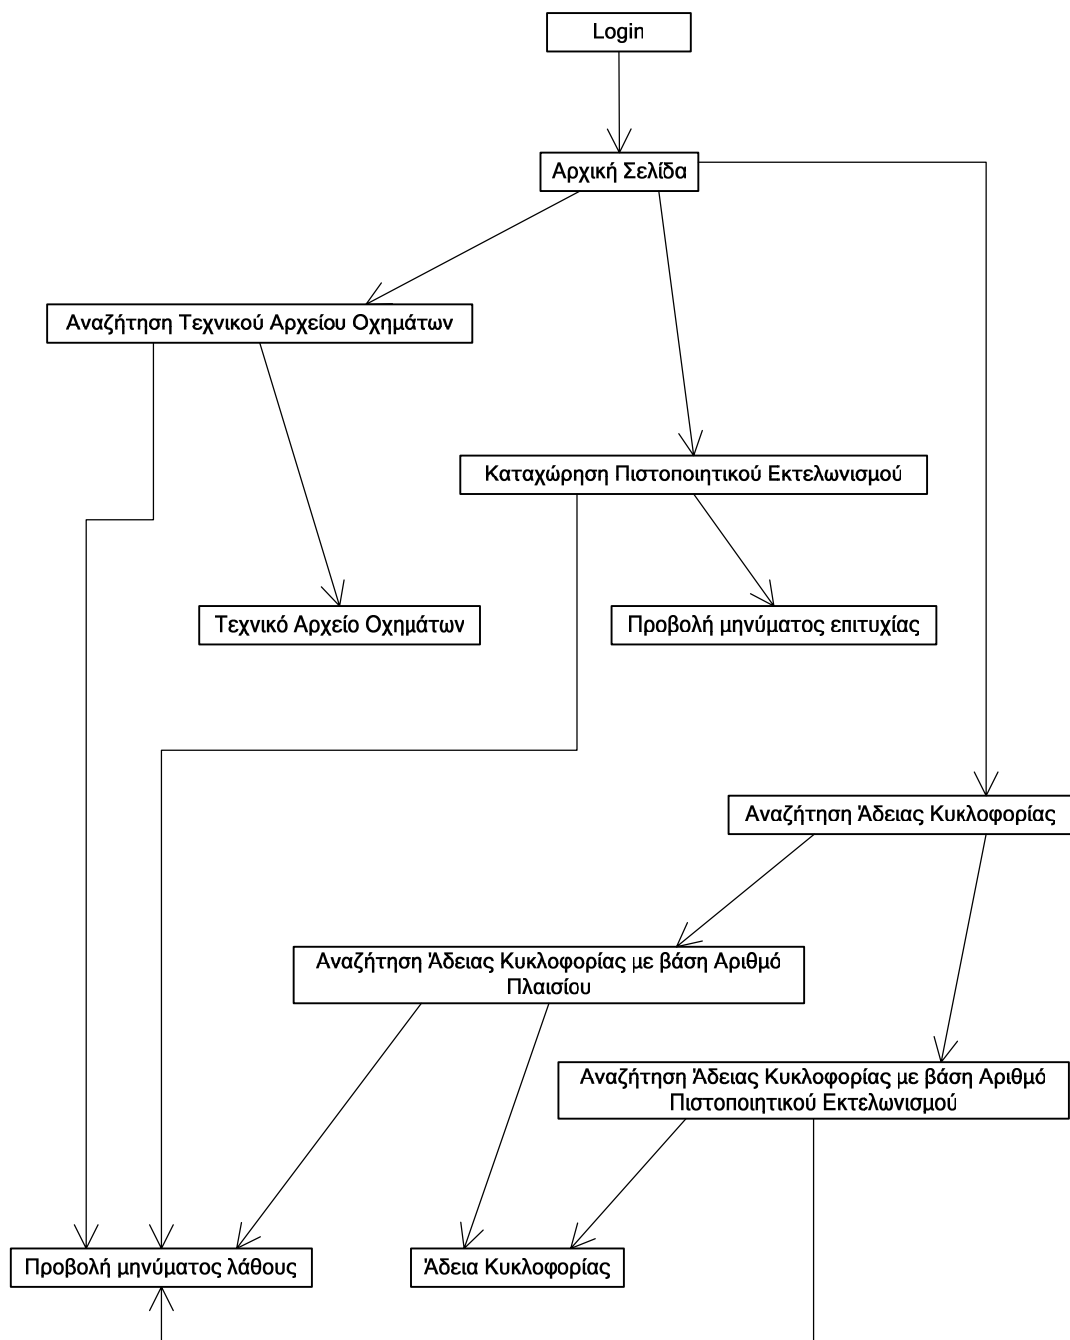 Login
Αρχική Σελίδα
Αναζήτηση Τεχνικού Αρχείου Οχημάτων
Καταχώρηση Πιστοποιητικού Εκτελωνισμού
Τεχνικό Αρχείο Οχημάτων
Προβολή μηνύματος επιτυχίας
Αναζήτηση Άδειας Κυκλοφορίας
Αναζήτηση Άδειας Κυκλοφορίας με βάση Αριθμό
Πλαισίου
Αναζήτηση Άδειας Κυκλοφορίας με βάση Αριθμό
Πιστοποιητικού Εκτελωνισμού
Προβολή μηνύματος λάθους
Άδεια Κυκλοφορίας